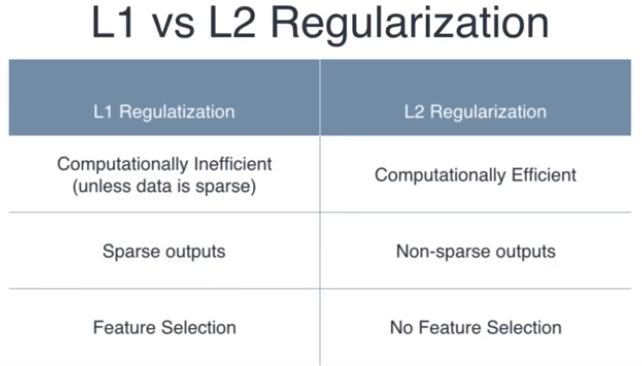 L1 vs L2 Regularization
L1 Regulatization
L2 Regularization
Computationally Inefficient
(unless data is sparse)
Computationally Efficient
Sparse outputs
Non-sparse outputs
Feature Selection
No Feature Selection